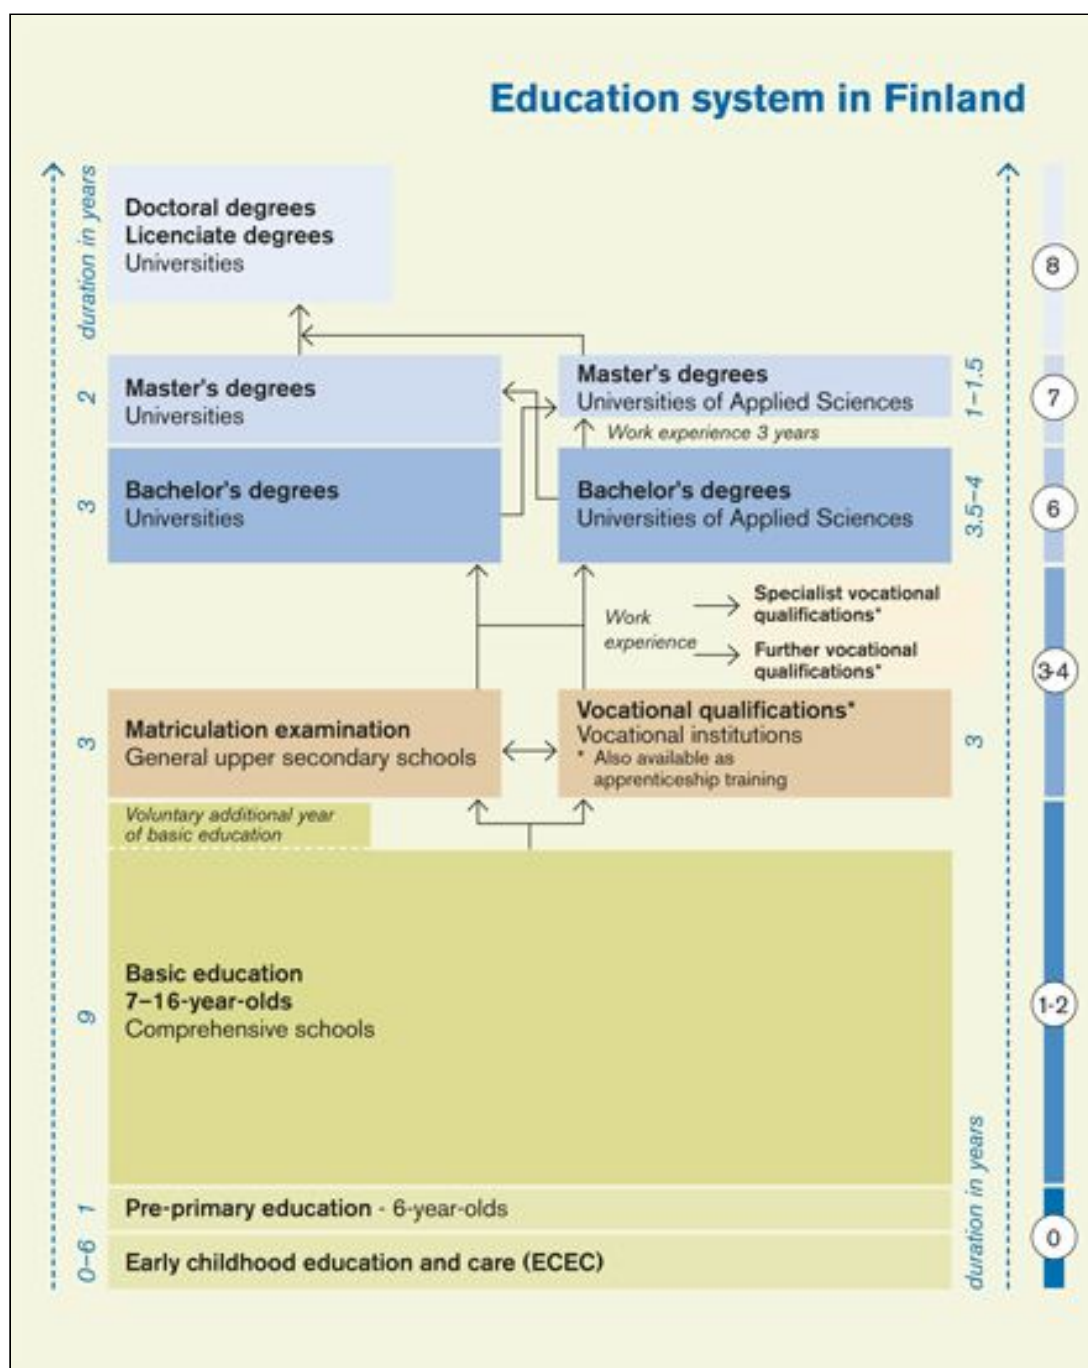 Education system in Finland
duration in years
Doctoral degrees
Licenciate degrees
Universities
8
2
Master's degrees
Universities
Master's degrees
Universities of Applied Sciences
1–1.5
7
Work experience 3 years
3
Bachelor's degrees
Universities
Bachelor's degrees
Universities of Applied Sciences
3.5–4
6
Work
experience
Specialist vocational
qualifications*
Further vocational
qualifications*
3-4
3
Matriculation examination
General upper secondary schools
Vocational qualifications*
Vocational institutions
* Also available as
apprenticeship training
3
Voluntary additional year
of basic education
9
Basic education
7–16-year-olds
Comprehensive schools
1-2
1
Pre-primary education - 6-year-olds
0–6
Early childhood education and care (ECEC)
duration in years
0